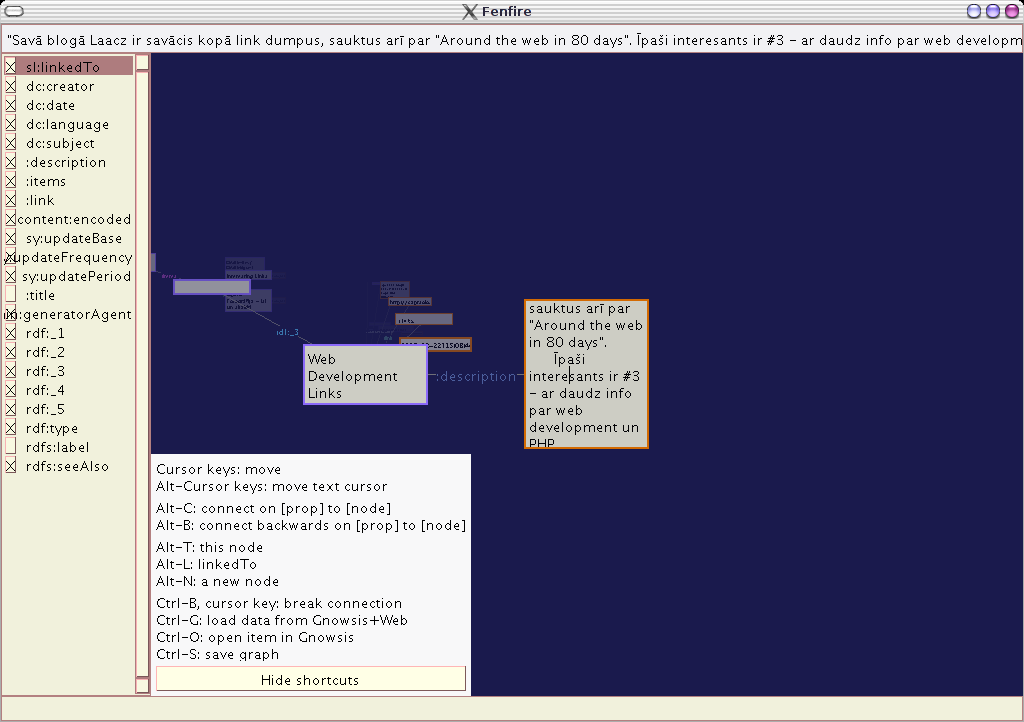 Fenfire
"Savā blogā Laacz ir savācis kopā link dumpus, sauktus arī par "Around the web in 80 days". Īpaši interesants ir #3 – ar daudz info par web developm
sl:linkedTo
dc:creator
dc:date
dc:language
dc:subject
:description
:items
:link
content:encoded
sy:updateBase
y:updateFrequency
sy:updatePeriod
:title
in:generatorAgent
rdf:_1
rdf:_2
rdf:_3
rdf:_4
rdf:_5
rdf:type
rdfs:label
rdfs:seeAlso
Interesting Links
rdf:_3
Web
Development
Links
:description
sauktus arī par
"Around the web
in 80 days".
Īpaši
interesants ir #3
– ar daudz info
par web
development un
PHP
Cursor keys: move
Alt–Cursor keys: move text cursor
Alt–C: connect on [prop] to [node]
Alt–B: connect backwards on [prop] to [node]
Alt–T: this node
Alt–L: linkedTo
Alt–N: a new node
Ctrl–B, cursor key: break connection
Ctrl–G: load data from Gnowsis+Web
Ctrl–O: open item in Gnowsis
Ctrl–S: save graph
Hide shortcuts